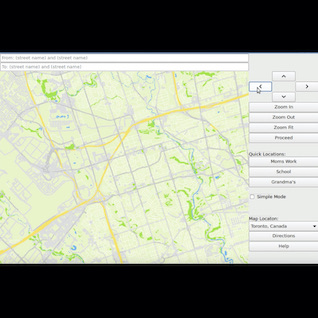 From: (street name) and (street name)
To: (street name) and (street name)
Zoom In
Zoom Out
Zoom Fit
Proceed
Quick Locations:
Mom's Work
School
Grandma's
Simple Mode
Map Location:
Toronto, Canada
Directions
Help